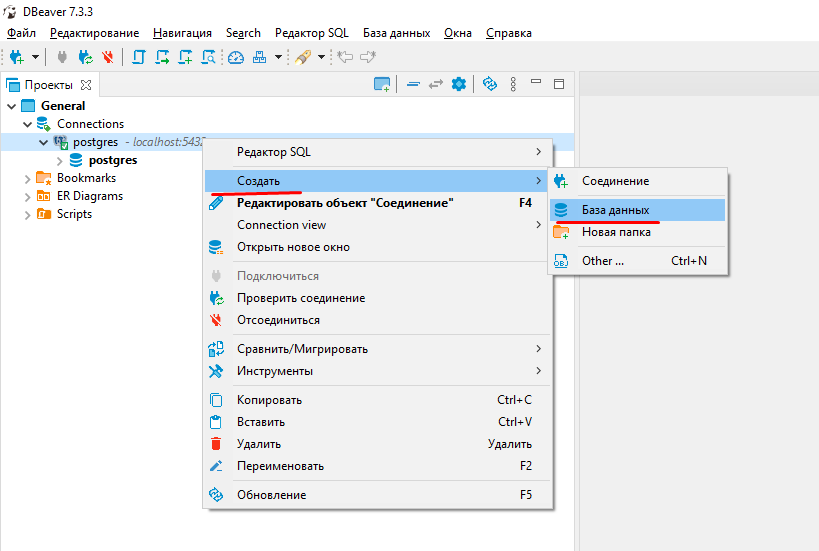 DBeaver 7.3.3
Файл Редактирование Навигация Search Редактор SQL База данных Окна Справка
Проекты
General
Connections
postgres - localhost:5432
postgres
Bookmarks
ER Diagrams
Scripts
Редактор SQL
Создать
Редактировать объект "Соединение" F4
Connection view
Открыть новое окно
Подключиться
Проверить соединение
Отсоединиться
Сравнить/Мигрировать
Инструменты
Копировать Ctrl+C
Вставить Ctrl+V
Удалить Удалить
Переименовать F2
Обновление F5
Соединение
База данных
Новая папка
Other ... Ctrl+N
OBJ